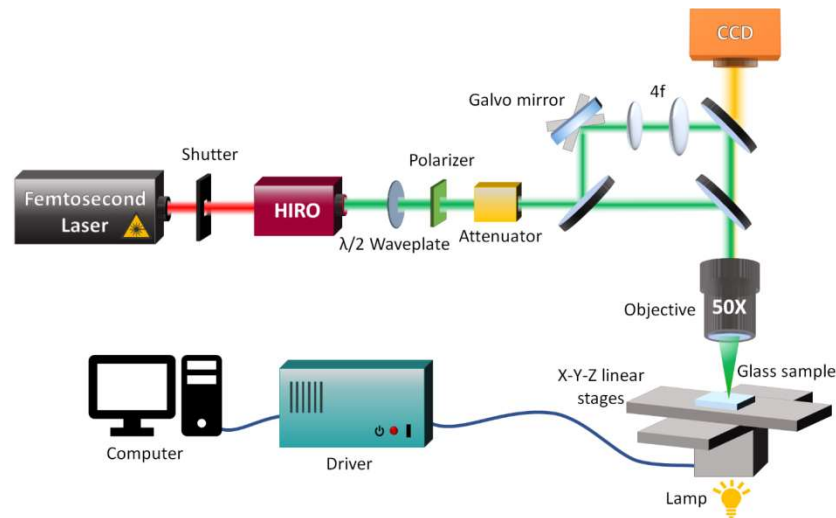 CCD
4f
Galvo mirror
Shutter
Polarizer
Femtosecond
Laser
HIRO
λ/2 Waveplate
Attenuator
Objective
50X
X-Y-Z linear
stages
Glass sample
Computer
Driver
Lamp